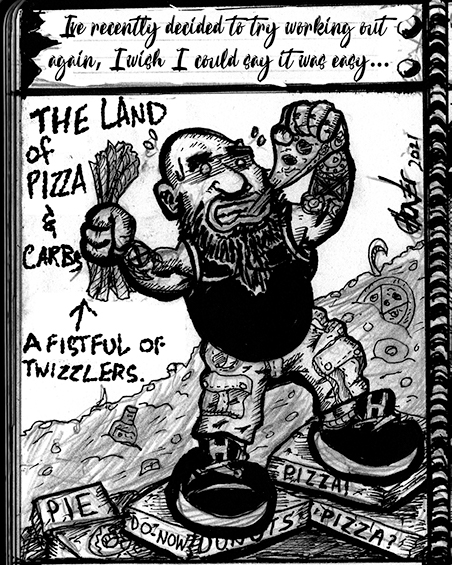 I've recently decided to try working out
again, I wish I could say it was easy...
THE LAND
of
PIZZA
&
CARBS
A FISTFUL OF
TWIZZLERS.
2021
H
H
PIZZA!
PIE
DO-NOW DONUTS
PIZZA?